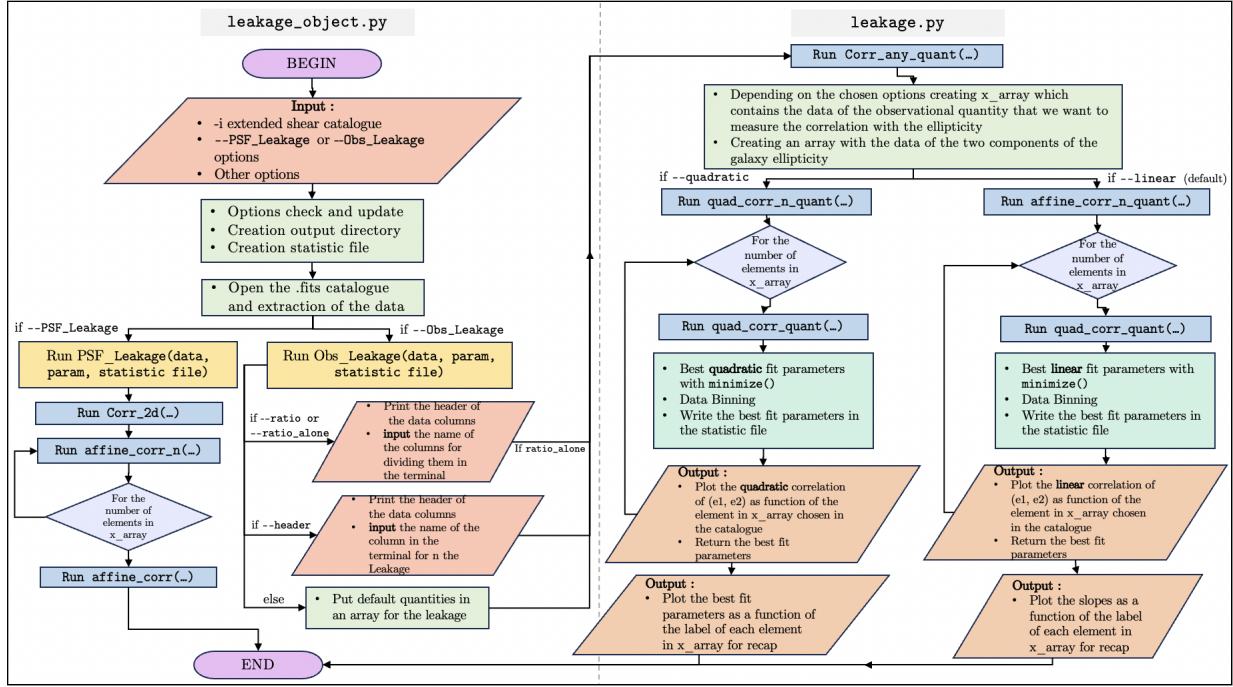 leakage_object.py
BEGIN
Input :
• -i extended shear catalogue
• --PSF_Leakage or --Obs_Leakage
options
• Other options
• Options check and update
• Creation output directory
• Creation statistic file
• Open the .fits catalogue
and extraction of the data
if --PSF_Leakage
if --Obs_Leakage
Run PSF_Leakage(data,
param, statistic file)
Run Obs_Leakage(data, param,
statistic file)
Run Corr_2d(…)
Run affine_corr_n(…)
For the
number of
elements in
x_array
Run affine_corr(…)
if --ratio or
--ratio_alone
• Print the header of
the data columns
• input the name of
the columns for
dividing them in
the terminal
If ratio_alone
if --header
• Print the header of
the data columns
• input the name of the
column in the
terminal for n the
Leakage
else
• Put default quantities in
an array for the leakage
END
leakage.py
Run Corr_any_quant(…)
• Depending on the chosen options creating x_array which
contains the data of the observational quantity that we want to
measure the correlation with the ellipticity
• Creating an array with the data of the two components of the
galaxy ellipticity
if --quadratic
if --linear (default)
Run quad_corr_n_quant(…)
For the
number of
elements in
x_array
Run quad_corr_quant(…)
• Best quadratic fit parameters
with minimize()
• Data Binning
• Write the best fit parameters in
the statistic file
Output :
• Plot the quadratic correlation
of (e1, e2) as function of the
element in x_array chosen in
the catalogue
• Return the best fit
parameters
Output :
• Plot the best fit
parameters as a function of
the label of each element
in x_array for recap
Run affine_corr_n_quant(…)
For the
number of
elements in
x_array
Run quad_corr_quant(…)
• Best linear fit parameters with
minimize()
• Data Binning
• Write the best fit parameters in
the statistic file
Output :
• Plot the linear correlation of
(e1, e2) as function of the
element in x_array chosen
in the catalogue
• Return the best fit
parameters
Output :
• Plot the slopes as a
function of the label
of each element in
x_array for recap